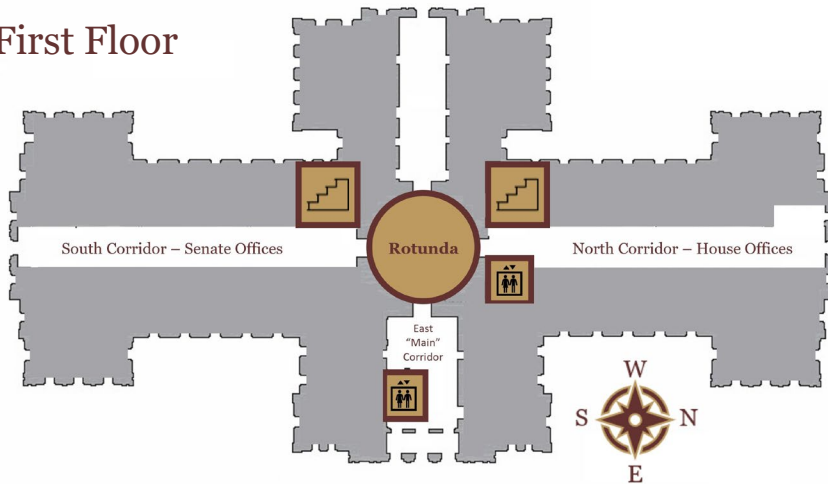 First Floor
South Corridor – Senate Offices
Rotunda
North Corridor – House Offices
East
"Main"
Corridor
W
S
N
E